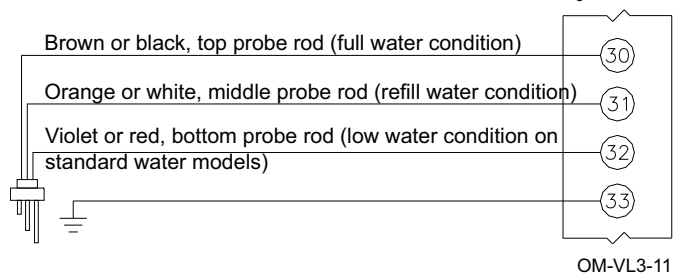 Brown or black, top probe rod (full water condition)
30
Orange or white, middle probe rod (refill water condition)
31
Violet or red, bottom probe rod (low water condition on
standard water models)
32
33
OM-VL3-11